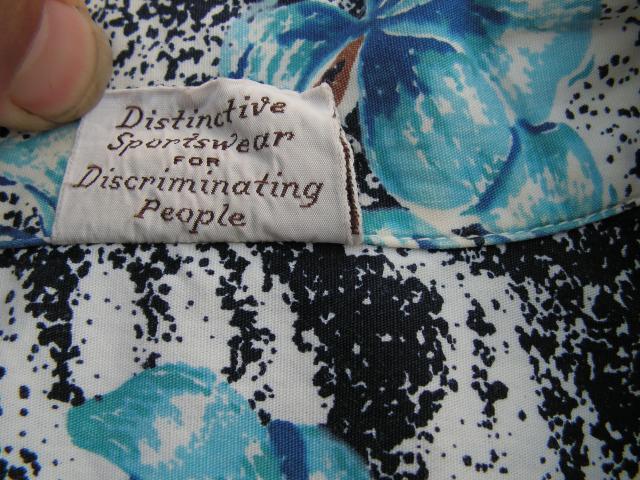 Distinctive
Sportswear
FOR
Discriminating
People